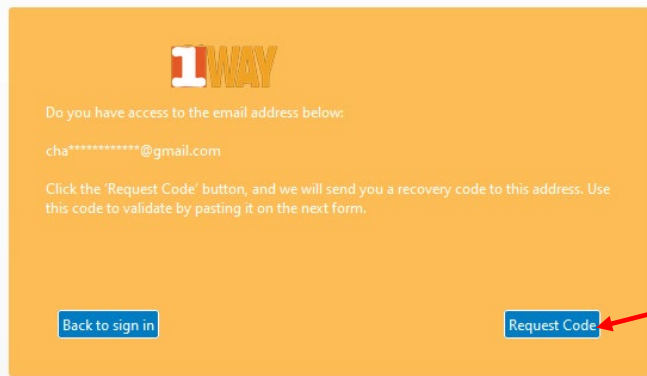 1WAY
Do you have access to the email address below:
cha************@gmail.com
Click the 'Request Code' button, and we will send you a recovery code to this address. Use
this code to validate by pasting it on the next form.
Back to sign in
Request Code